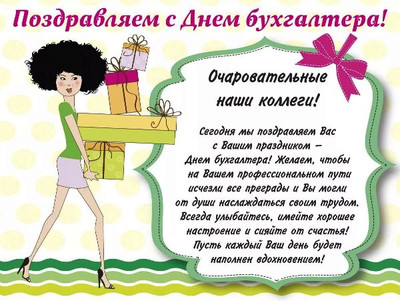 Поздравляем с Днем бухгалтера!
Очаровательные
наши коллеги!
Сегодня мы поздравляем Вас
с Вашим праздником –
Днем бухгалтера! Желаем, чтобы
на Вашем профессиональном пути
исчезли все преграды и Вы могли
от души наслаждаться своим трудом.
Всегда улыбайтесь, имейте хорошее
настроение и сияйте от счастья!
Пусть каждый Ваш день будет
наполнен вдохновением!